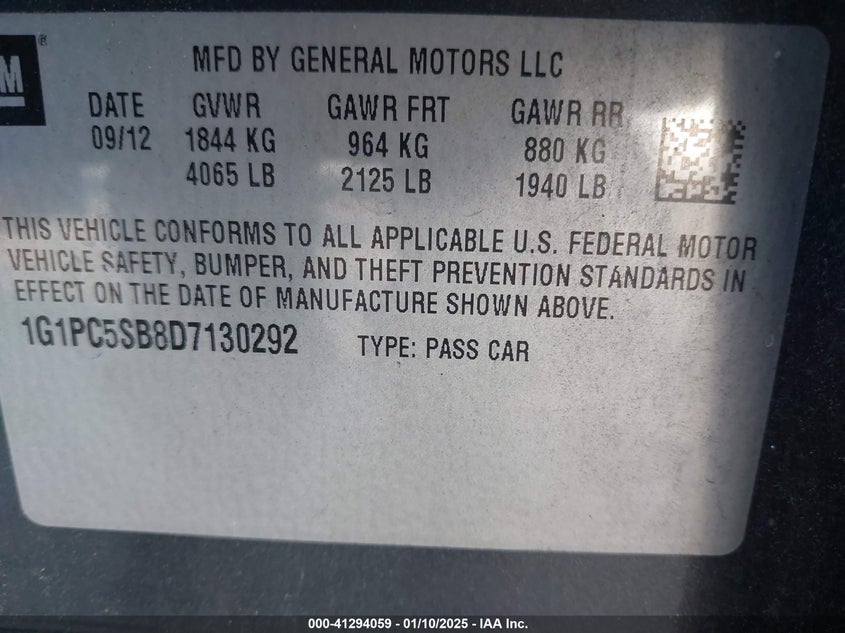 M ®
MFD BY GENERAL MOTORS LLC
DATE GVWR GAWR FRT GAWR RR
09/12 1844 KG 964 KG 880 KG
4065 LB 2125 LB 1940 LB
THIS VEHICLE CONFORMS TO ALL APPLICABLE U.S. FEDERAL MOTOR
VEHICLE SAFETY, BUMPER, AND THEFT PREVENTION STANDARDS IN
EFFECT ON THE DATE OF MANUFACTURE SHOWN ABOVE.
1G1PC5SB8D7130292 TYPE: PASS CAR
000-41294059 - 01/10/2025 - IAA Inc.